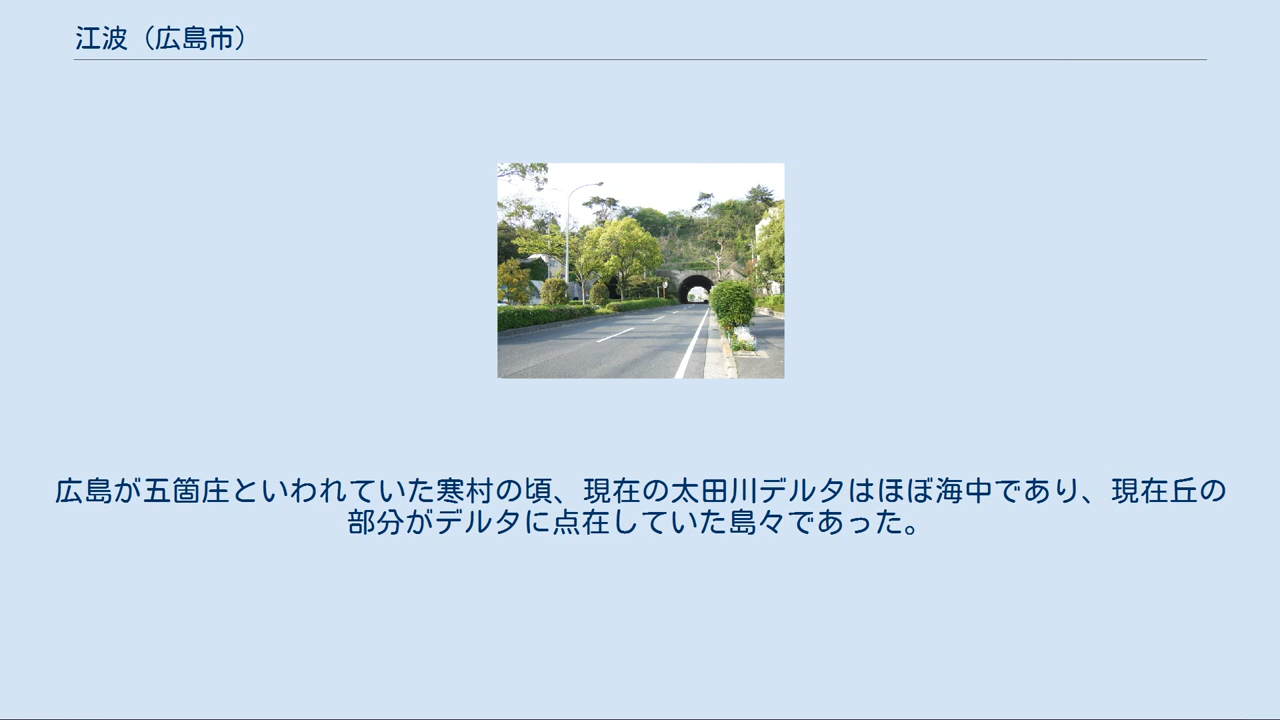 江波（広島市）
広島が五箇庄といわれていた寒村の頃、現在の太田川デルタはほぼ海中であり、現在丘の
部分がデルタに点在していた島々であった。